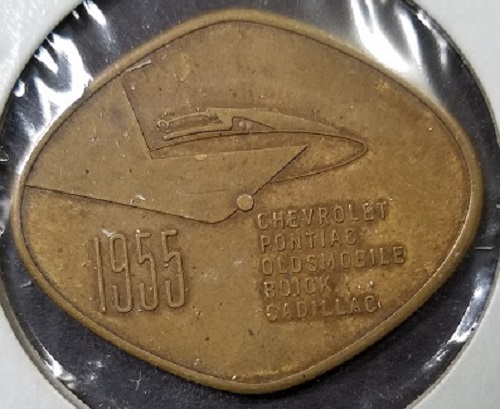 1955
CHEVROLET
PONTIAC
OLDSMOBILE
BUICK
CADILLAC